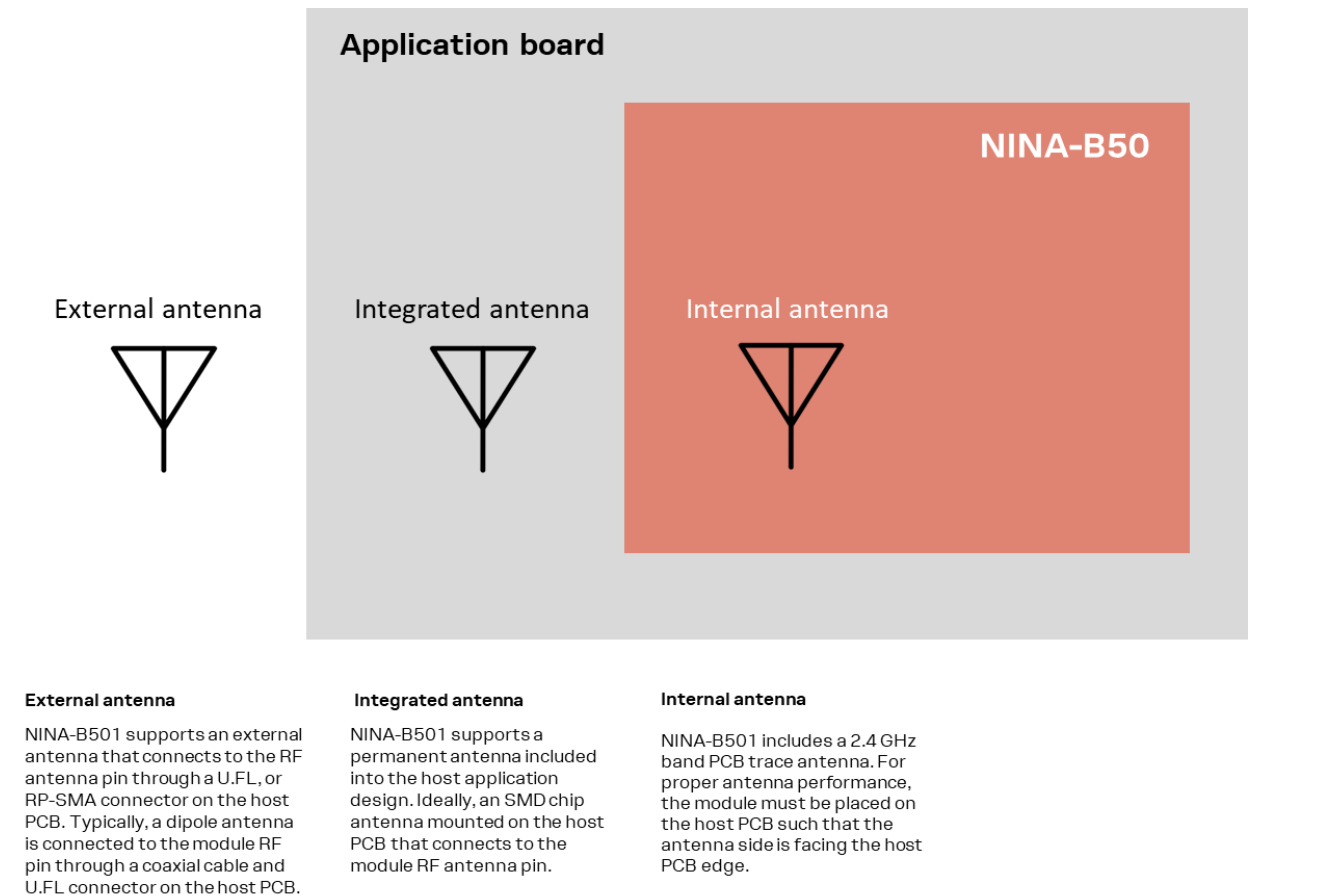 Application board
NINA-B50
External antenna
Integrated antenna
Internal antenna
External antenna
NINA-B501 supports an external
antenna that connects to the RF
antenna pin through a U.FL, or
RP-SMA connector on the host
PCB. Typically, a dipole antenna
is connected to the module RF
pin through a coaxial cable and
U.FL connector on the host PCB.
Integrated antenna
NINA-B501 supports a
permanent antenna included
into the host application
design. Ideally, an SMD chip
antenna mounted on the host
PCB that connects to the
module RF antenna pin.
Internal antenna
NINA-B501 includes a 2.4 GHz
band PCB trace antenna. For
proper antenna performance,
the module must be placed on
the host PCB such that the
antenna side is facing the host
PCB edge.